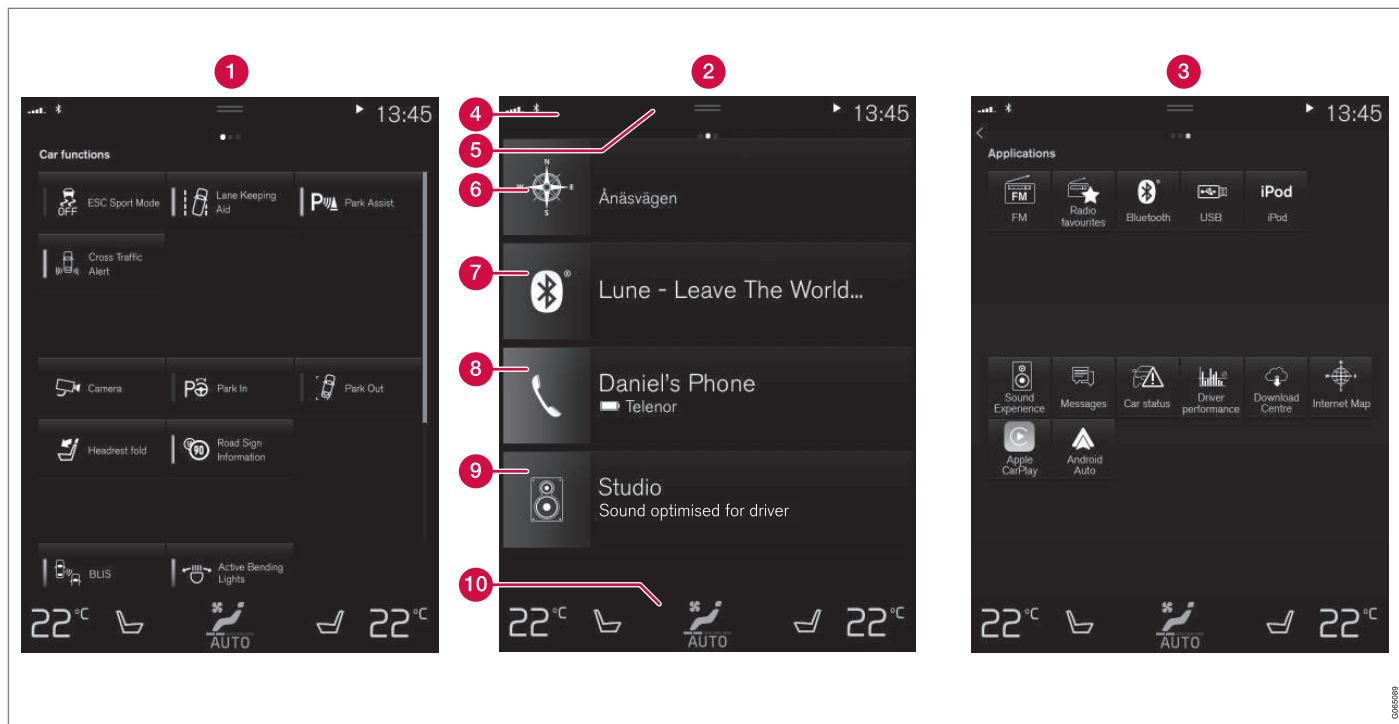 1
2
3
4
5
6
7
8
9
10
13:45
Car functions
OFF
ESC Sport Mode
Lane Keeping
Aid
P
Park Assist
Cross Traffic
Alert
Camera
P
Park In
Park Out
Headrest fold
90
Road Sign
Information
BLIS
Active Bending
Lights
22°C
AUTO
22°C
13:45
N
W
E
S
Ånäsvägen
Lune - Leave The World...
Daniel's Phone
Telenor
Studio
Sound optimised for driver
22°C
AUTO
22°C
13:45
Applications
FM
FM
Radio
favourites
Bluetooth
USB
iPod
iPod
Sound
Experience
Messages
Car status
Driver
performance
Download
Centre
Internet Map
Apple
CarPlay
Android
Auto
22°C
AUTO
22°C
G065089